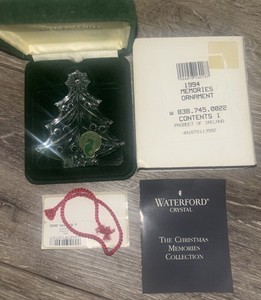 1994
MEMORIES
ORNAMENT
838.745.0022
CONTENTS 1
PRODUCT OF IRELAND
WATERFORD®
CRYSTAL
THE CHRISTMAS
MEMORIES
COLLECTION